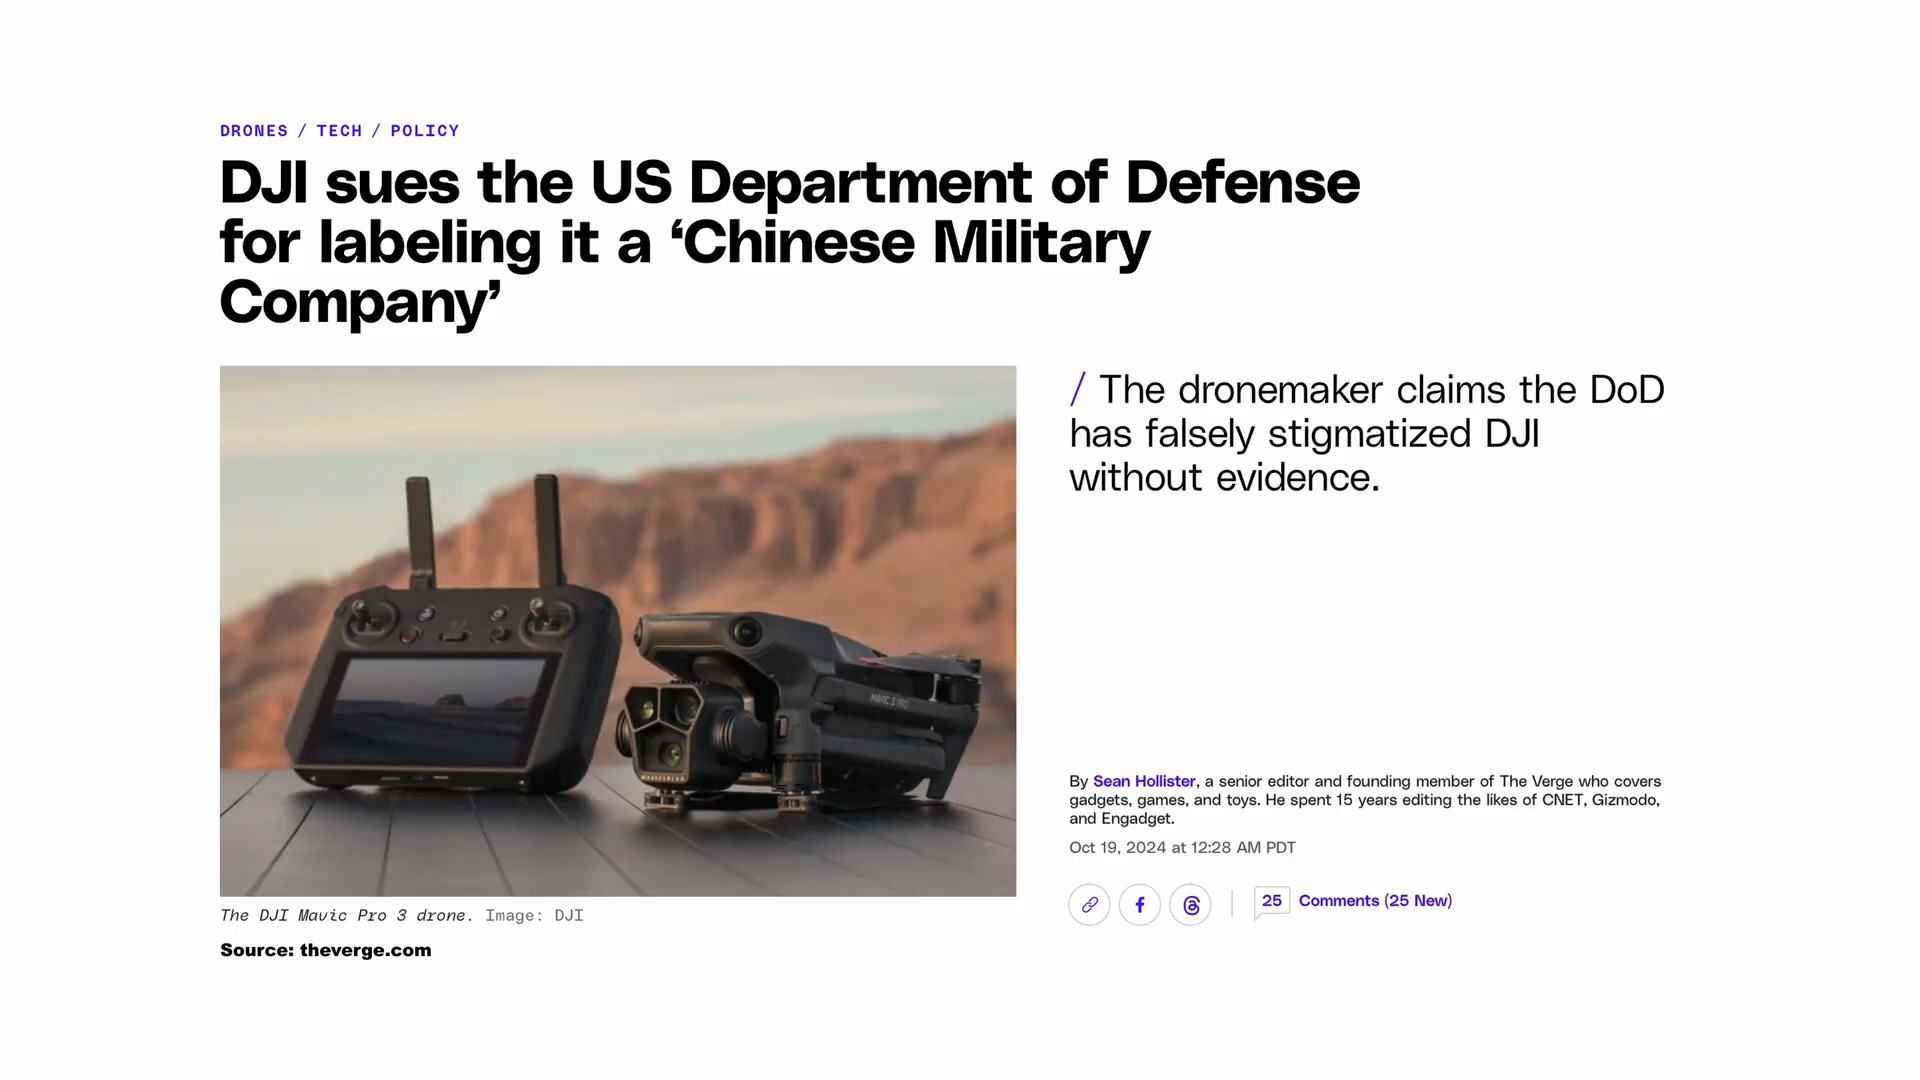 DRONES / TECH / POLICY
DJI sues the US Department of Defense
for labeling it a ‘Chinese Military
Company’
/ The dronemaker claims the DoD
has falsely stigmatized DJI
without evidence.
MAVIC 3 PRO
HASSELBLAD
By Sean Hollister, a senior editor and founding member of The Verge who covers
gadgets, games, and toys. He spent 15 years editing the likes of CNET, Gizmodo,
and Engadget.
Oct 19, 2024 at 12:28 AM PDT
25 Comments (25 New)
The DJI Mavic Pro 3 drone. Image: DJI
Source: theverge.com